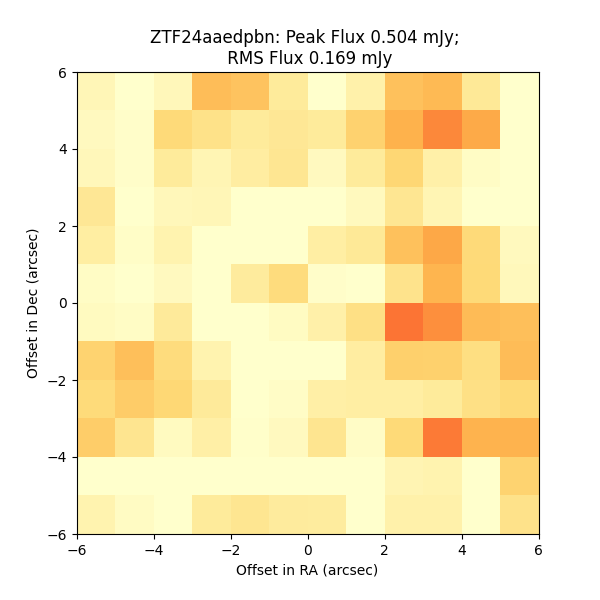 ZTF24aaedpbn: Peak Flux 0.504 mJy;
RMS Flux 0.169 mJy
6
4
2
0
−2
−4
−6
Offset in Dec (arcsec)
−6 −4 −2 0 2 4 6
Offset in RA (arcsec)